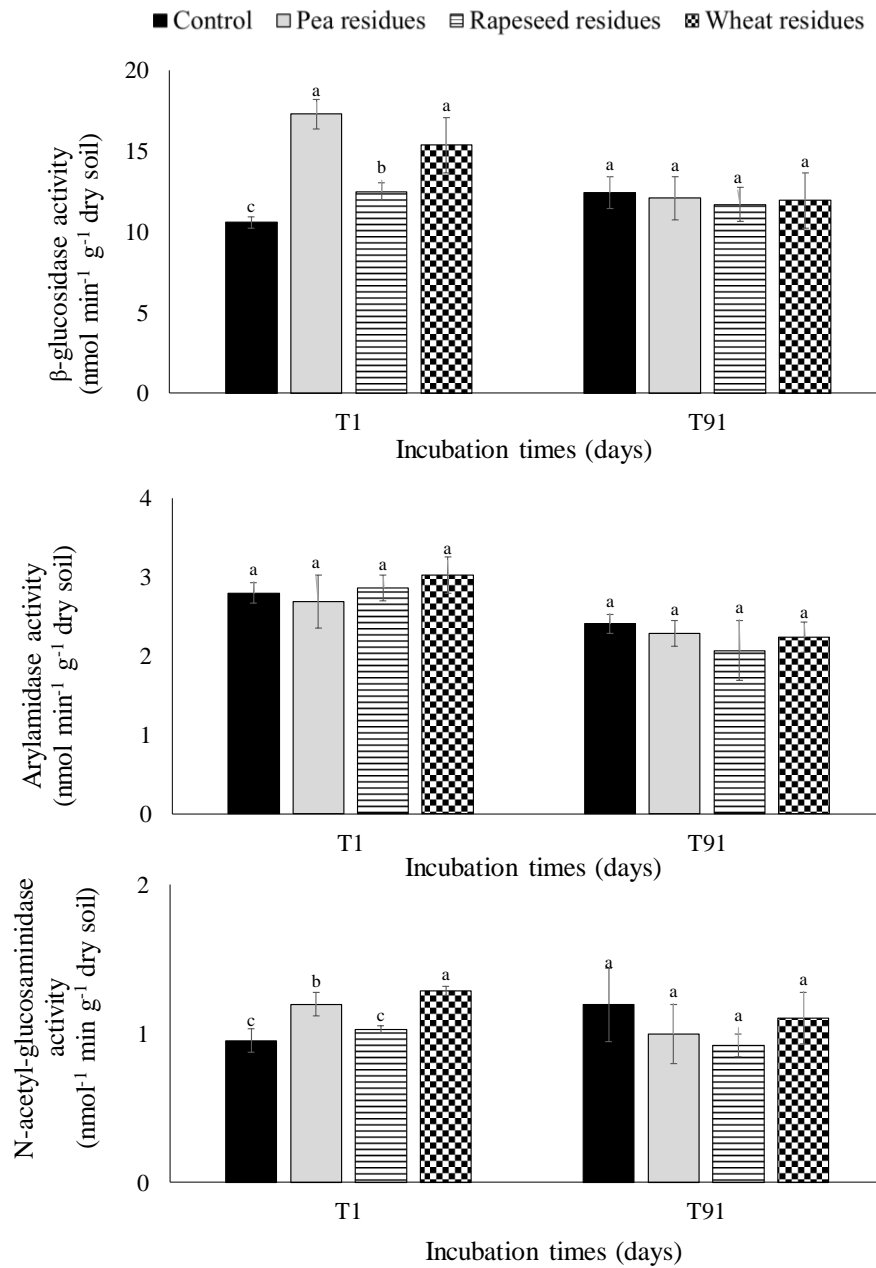 Control Pea residues Rapeseed residues Wheat residues
β-glucosidase activity
(nmol min-1 g-1 dry soil)
20
15
10
5
0
c a b a a a a a
T1 T91
Incubation times (days)
Arylamidase activity
(nmol min-1 g-1 dry soil)
4
3
2
1
0
a a a a a a a a
T1 T91
Incubation times (days)
N-acetyl-glucosaminidase
activity
(nmol-1 min g-1 dry soil)
2
1
0
c b c a a a a a
T1 T91
Incubation times (days)